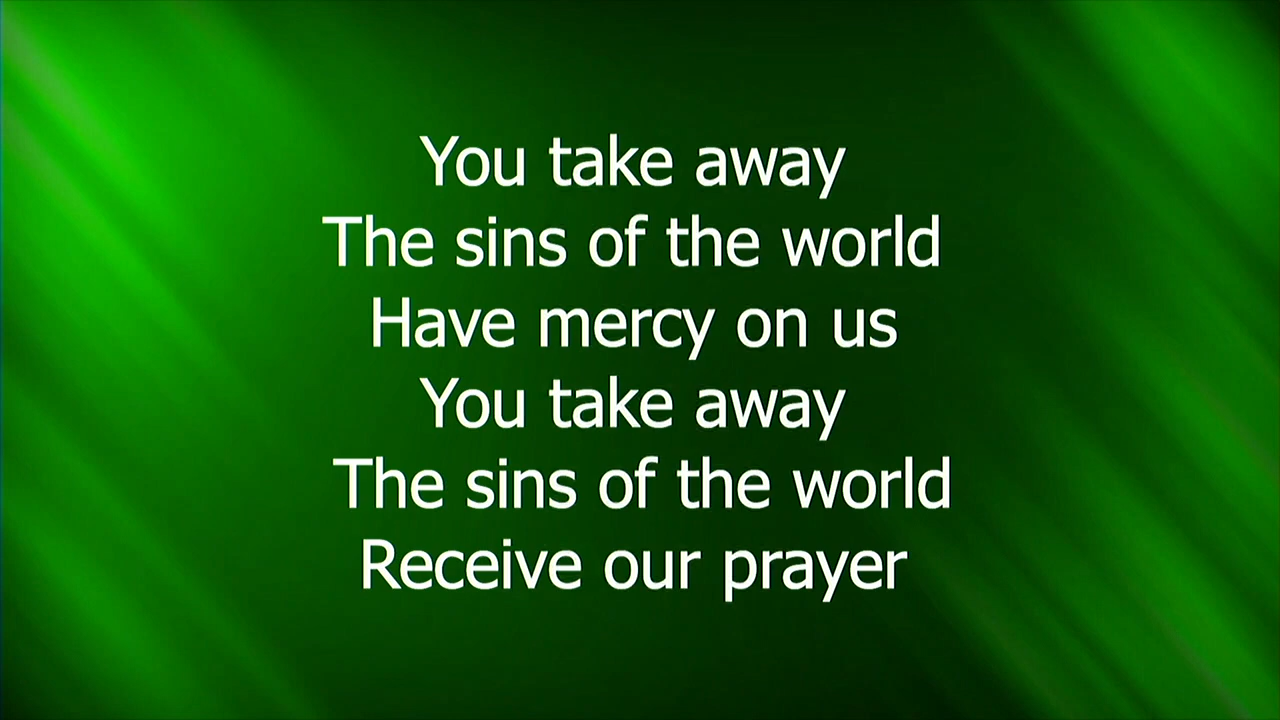 You take away
The sins of the world
Have mercy on us
You take away
The sins of the world
Receive our prayer